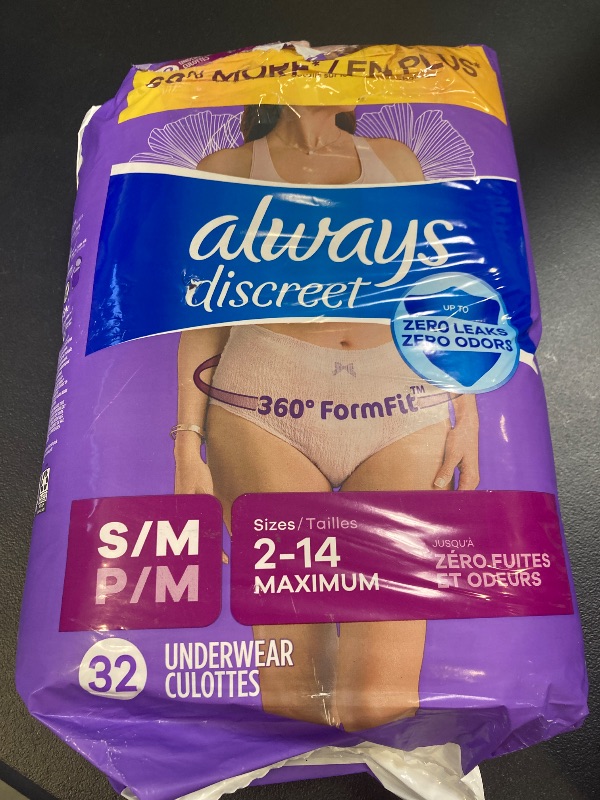 MORE* / EN PLUS*
always
discreet
UP TO
ZERO LEAKS
ZERO ODORS
360° FormFit™
S/M
P/M
Sizes/Tailles
2-14
MAXIMUM
JUSQU'À
ZÉRO FUITES
ET ODEURS
32
UNDERWEAR
CULOTTES